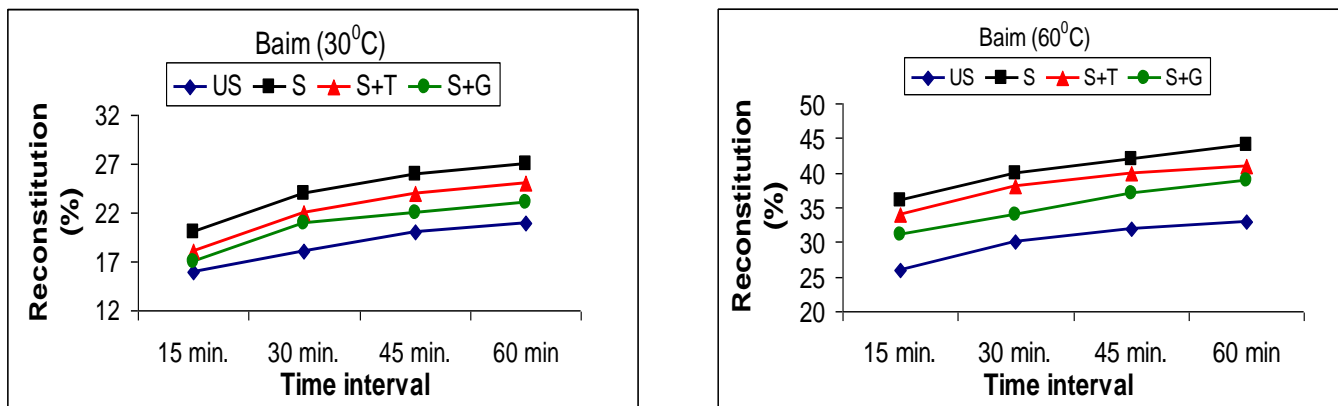 Baim (30⁰C)
US S S+T S+G
Reconstitution
(%)
32
27
22
17
12
15 min. 30 min. 45 min. 60 min
Time interval
Baim (60⁰C)
US S S+T S+G
Reconstitution
(%)
50
45
40
35
30
25
20
15 min. 30 min. 45 min. 60 min
Time interval